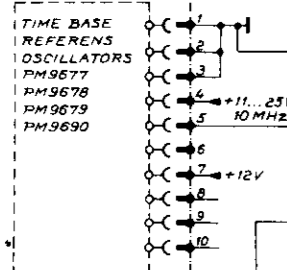 TIME BASE
REFERENS
OSCILLATORS
PM9677
PM9678
PM9679
PM9690
1
2
3
4
+11...25V
5
10 MHz
6
7
+12V
8
9
10
*